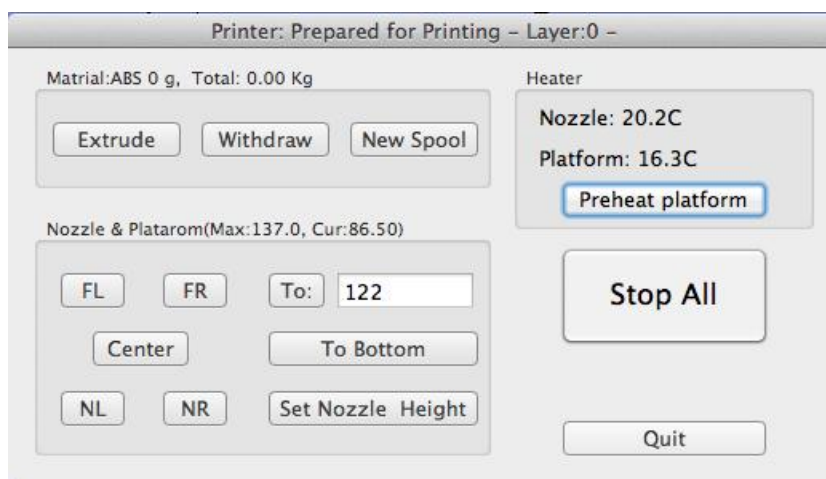 Printer: Prepared for Printing – Layer:0 –
Matrial:ABS 0 g, Total: 0.00 Kg
Extrude
Withdraw
New Spool
Heater
Nozzle: 20.2C
Platform: 16.3C
Preheat platform
Nozzle & Platarom(Max:137.0, Cur:86.50)
FL
FR
To:
122
Center
To Bottom
NL
NR
Set Nozzle Height
Stop All
Quit